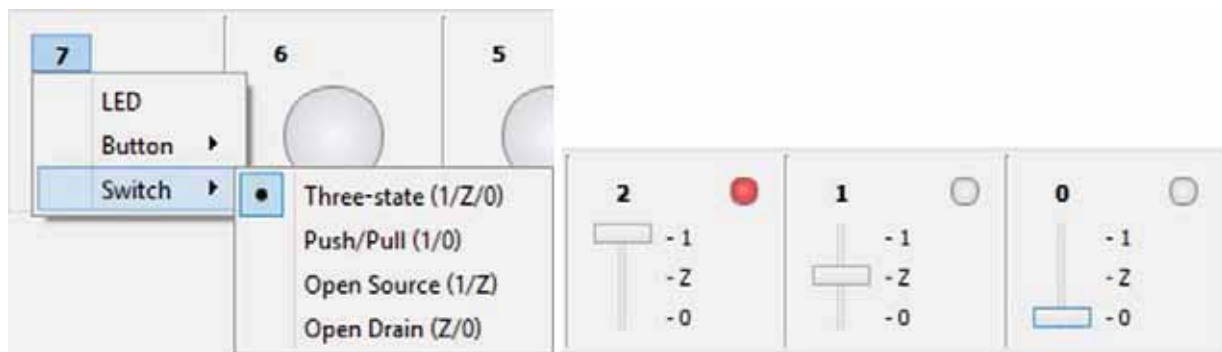 7
6
5
LED
Button
Switch
Three-state (1/Z/0)
Push/Pull (1/0)
Open Source (1/Z)
Open Drain (Z/0)
2
- 1
- Z
- 0
1
- 1
- Z
- 0
0
- 1
- Z
- 0